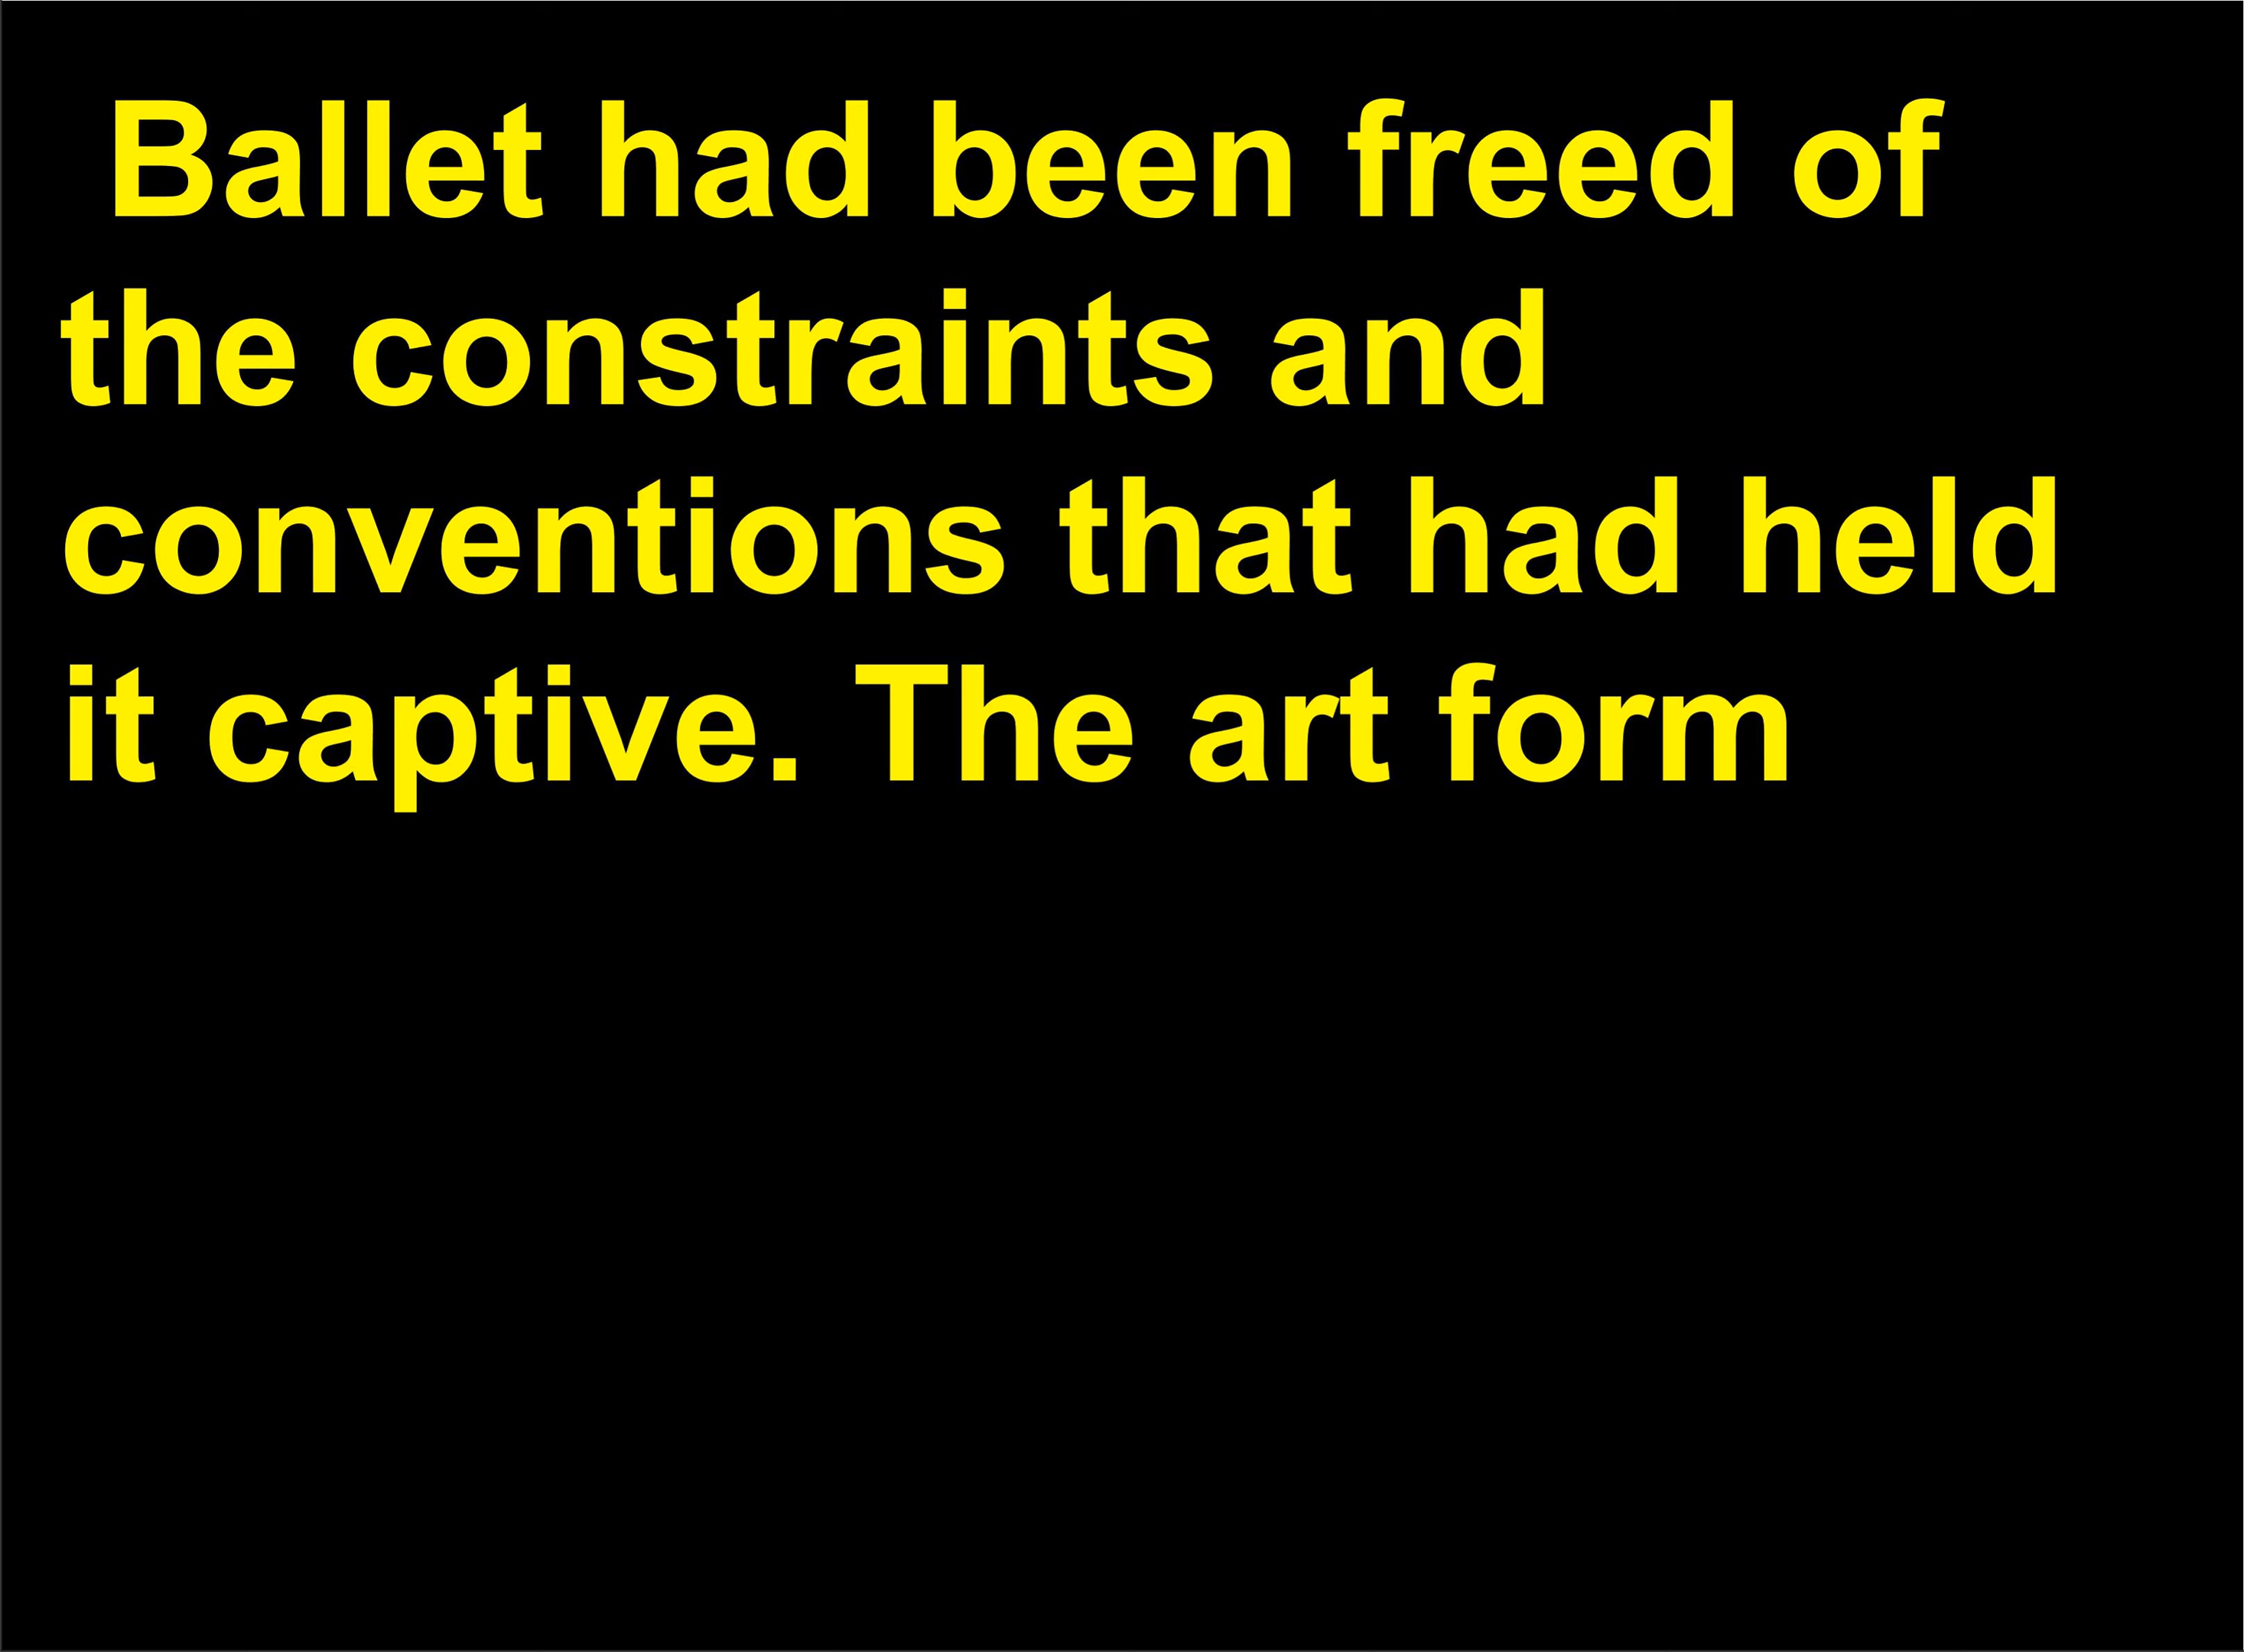 Ballet had been freed of
the constraints and
conventions that had held
it captive. The art form